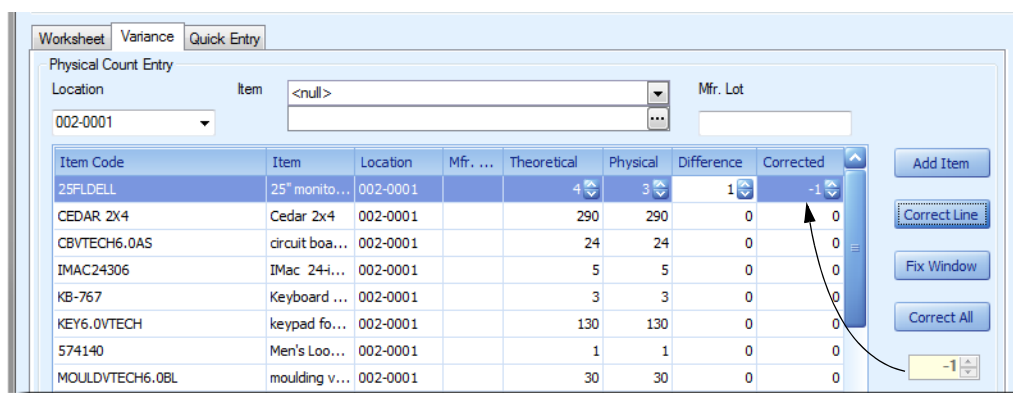 Worksheet Variance Quick Entry
Physical Count Entry
Location Item <null> Mfr. Lot
002-0001 ...
Item Code Item Location Mfr. ... Theoretical Physical Difference Corrected Add Item
25FLDELL 25" monito... 002-0001 4 3 1 -1
CEDAR 2X4 Cedar 2x4 002-0001 290 290 0 0 Correct Line
CBVTECH6.0AS circuit boa... 002-0001 24 24 0 0
IMAC24306 IMac 24-i... 002-0001 5 5 0 0 Fix Window
KB-767 Keyboard ... 002-0001 3 3 0 0
KEY6.0VTECH keypad fo... 002-0001 130 130 0 0 Correct All
574140 Men's Loo... 002-0001 1 1 0 0
MOULDVTECH6.0BL moulding v... 002-0001 30 30 0 0 -1